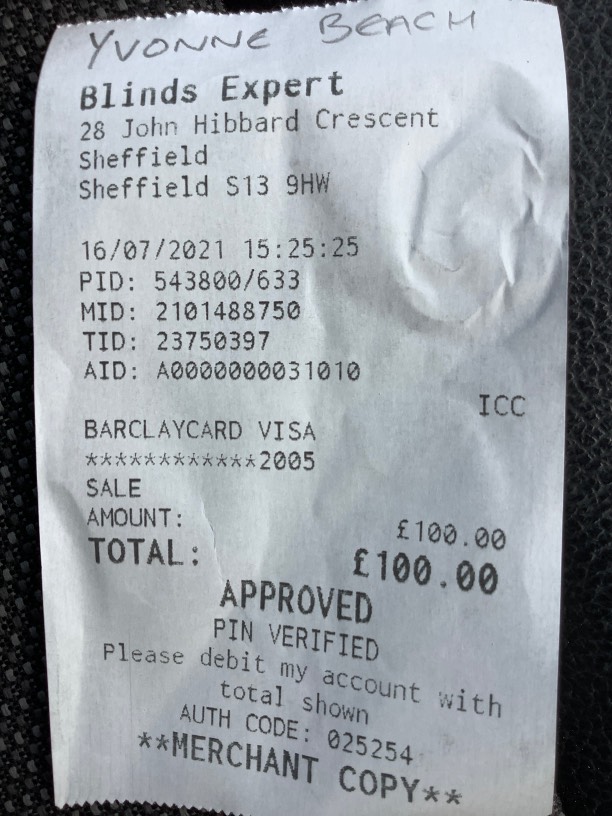 YVONNE BEACH
Blinds Expert
28 John Hibbard Crescent
Sheffield
Sheffield S13 9HW
16/07/2021 15:25:25
PID: 543800/633
MID: 2101488750
TID: 23750397
AID: A0000000031010
ICC
BARCLAYCARD VISA
************2005
SALE
AMOUNT: £100.00
TOTAL: £100.00
APPROVED
PIN VERIFIED
Please debit my account with
total shown
AUTH CODE: 025254
**MERCHANT COPY**